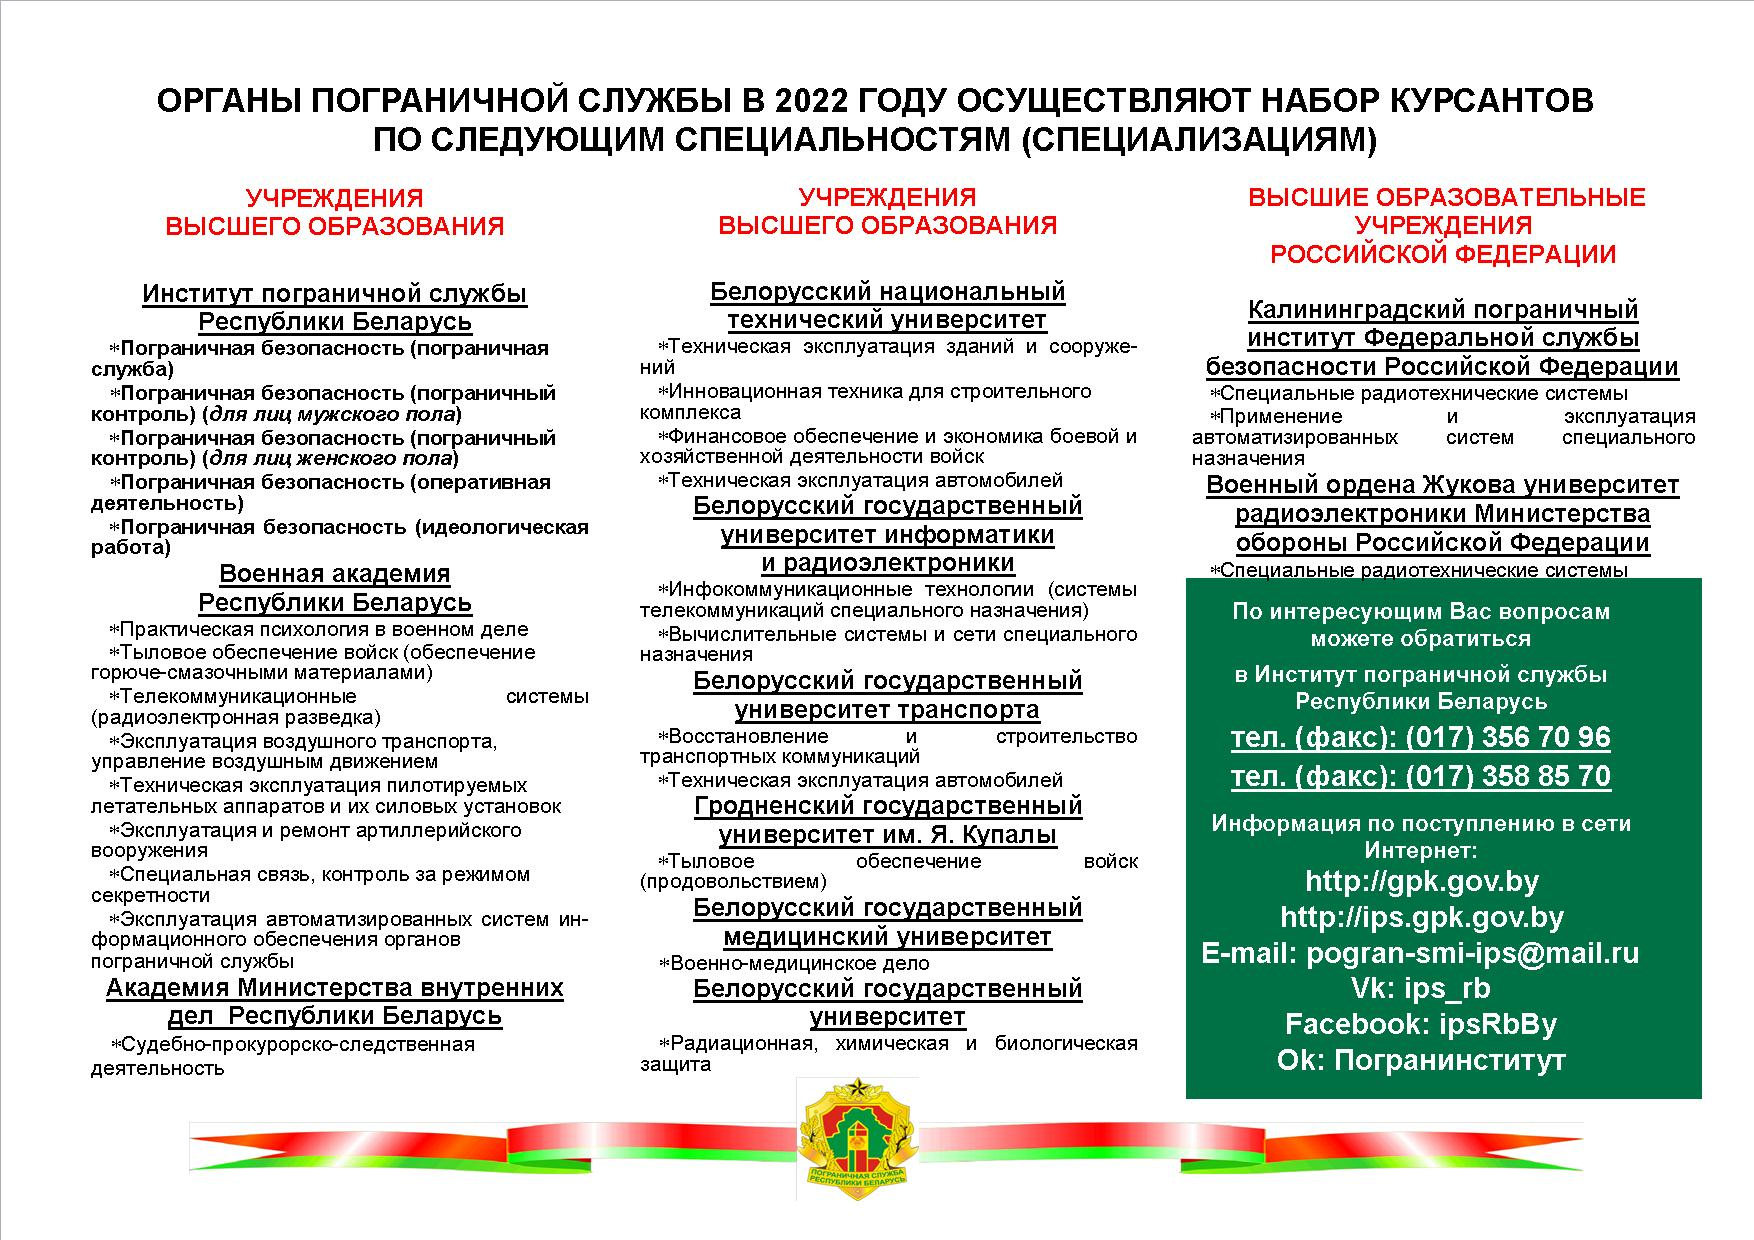 ОРГАНЫ ПОГРАНИЧНОЙ СЛУЖБЫ В 2022 ГОДУ ОСУЩЕСТВЛЯЮТ НАБОР КУРСАНТОВ
ПО СЛЕДУЮЩИМ СПЕЦИАЛЬНОСТЯМ (СПЕЦИАЛИЗАЦИЯМ)
УЧРЕЖДЕНИЯ
ВЫСШЕГО ОБРАЗОВАНИЯ
Институт пограничной службы
Республики Беларусь
*Пограничная безопасность (пограничная
служба)
*Пограничная безопасность (пограничный
контроль) (для лиц мужского пола)
*Пограничная безопасность (пограничный
контроль) (для лиц женского пола)
*Пограничная безопасность (оперативная
деятельность)
*Пограничная безопасность (идеологическая
работа)
Военная академия
Республики Беларусь
*Практическая психология в военном деле
*Тыловое обеспечение войск (обеспечение
горюче-смазочными материалами)
*Телекоммуникационные системы
(радиоэлектронная разведка)
*Эксплуатация воздушного транспорта,
управление воздушным движением
*Техническая эксплуатация пилотируемых
летательных аппаратов и их силовых установок
*Эксплуатация и ремонт артиллерийского
вооружения
*Специальная связь, контроль за режимом
секретности
*Эксплуатация автоматизированных систем ин-
формационного обеспечения органов
пограничной службы
Академия Министерства внутренних
дел Республики Беларусь
*Судебно-прокурорско-следственная
деятельность
УЧРЕЖДЕНИЯ
ВЫСШЕГО ОБРАЗОВАНИЯ
Белорусский национальный
технический университет
*Техническая эксплуатация зданий и сооруже-
ний
*Инновационная техника для строительного
комплекса
*Финансовое обеспечение и экономика боевой и
хозяйственной деятельности войск
*Техническая эксплуатация автомобилей
Белорусский государственный
университет информатики
и радиоэлектроники
*Инфокоммуникационные технологии (системы
телекоммуникаций специального назначения)
*Вычислительные системы и сети специального
назначения
Белорусский государственный
университет транспорта
*Восстановление и строительство
транспортных коммуникаций
*Техническая эксплуатация автомобилей
Гродненский государственный
университет им. Я. Купалы
*Тыловое обеспечение войск
(продовольствием)
Белорусский государственный
медицинский университет
*Военно-медицинское дело
Белорусский государственный
университет
*Радиационная, химическая и биологическая
защита
ВЫСШИЕ ОБРАЗОВАТЕЛЬНЫЕ
УЧРЕЖДЕНИЯ
РОССИЙСКОЙ ФЕДЕРАЦИИ
Калининградский пограничный
институт Федеральной службы
безопасности Российской Федерации
*Специальные радиотехнические системы
*Применение и эксплуатация
автоматизированных систем специального
назначения
Военный ордена Жукова университет
радиоэлектроники Министерства
обороны Российской Федерации
*Специальные радиотехнические системы
По интересующим Вас вопросам
можете обратиться
в Институт пограничной службы
Республики Беларусь
тел. (факс): (017) 356 70 96
тел. (факс): (017) 358 85 70
Информация по поступлению в сети
Интернет:
http://gpk.gov.by
http://ips.gpk.gov.by
E-mail: pogran-smi-ips@mail.ru
Vk: ips_rb
Facebook: ipsRbBy
Ok: Погранинститут
ПОГРАНИЧНАЯ СЛУЖБА
РЕСПУБЛИКИ БЕЛАРУСЬ